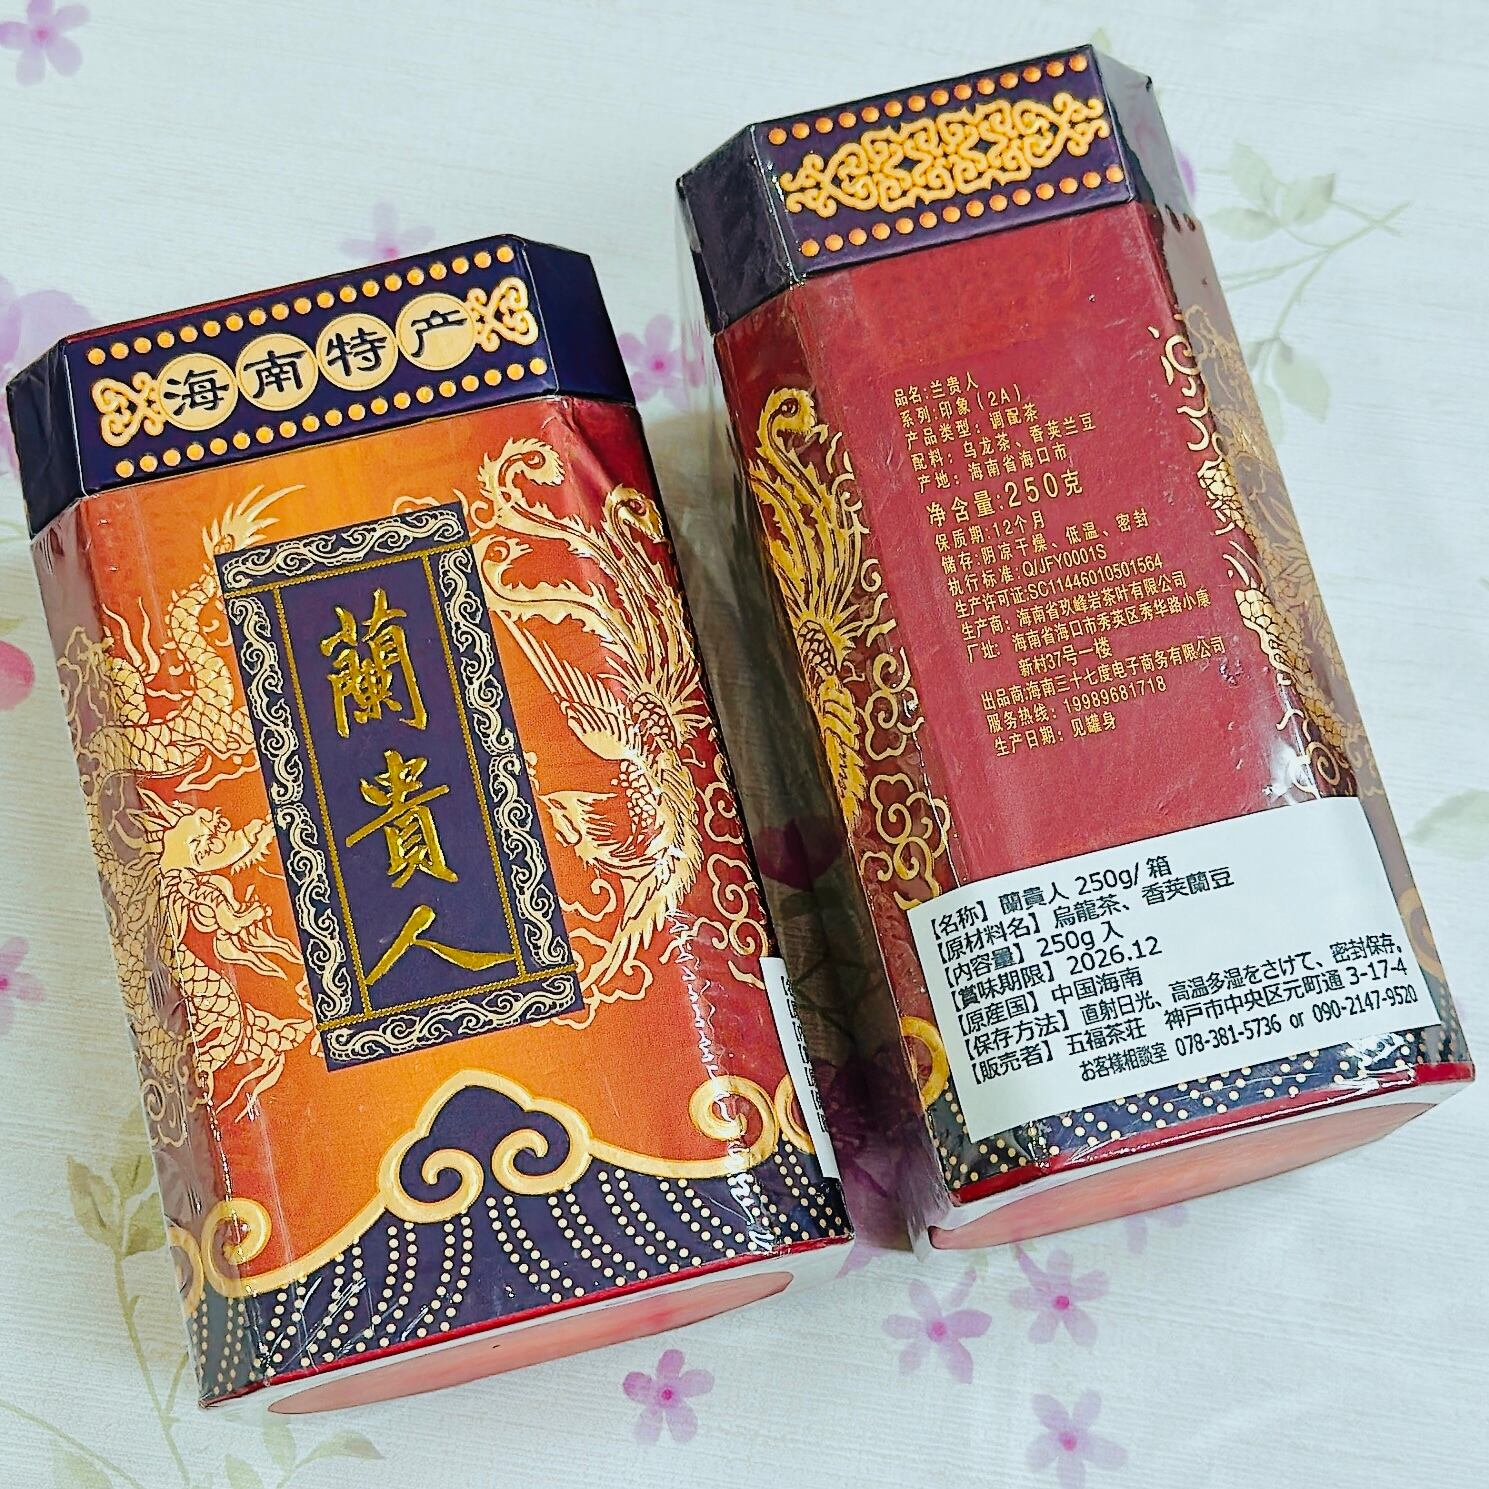 海南特产
蘭貴人
品名:兰贵人
系列:印象(2A)
产品类型: 调配茶
配料: 乌龙茶、香荚兰豆
产地: 海南省海口市
净含量:250克
保质期:12个月
储存:阴凉干燥、低温、密封
执行标准:Q/JFY0001S
生产许可证:SC11446010501564
生产商: 海南省玖峰岩茶叶有限公司
厂址: 海南省海口市秀英区秀华路小康
新村37号一楼
出品商:海南三十七度电子商务有限公司
服务热线: 19989681718
生产日期: 见罐身
【名称】蘭貴人 250g/ 箱
【原材料名】烏龍茶、香莢蘭豆
【内容量】250g 入
【賞味期限】2026.12
【原産国】中国海南
【保存方法】直射日光、高温多湿をさけて、密封保存。
【販売者】五福茶荘 神戸市中央区元町通 3-17-4
お客様相談室 078-381-5736 or 090-2147-9520